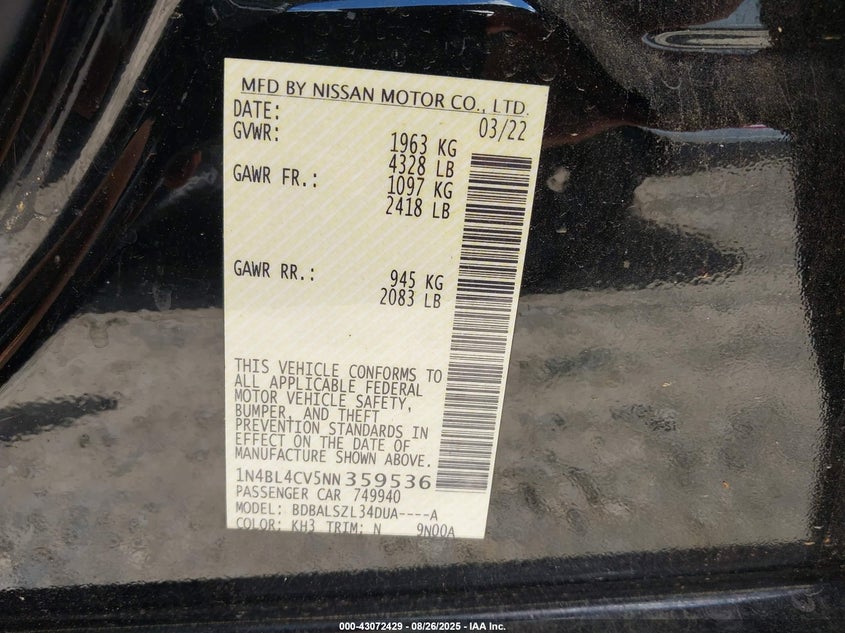 MFD BY NISSAN MOTOR CO., LTD.
DATE: 03/22
GVWR: 1963 KG
4328 LB
GAWR FR.: 1097 KG
2418 LB
GAWR RR.: 945 KG
2083 LB
THIS VEHICLE CONFORMS TO
ALL APPLICABLE FEDERAL
MOTOR VEHICLE SAFETY,
BUMPER, AND THEFT
PREVENTION STANDARDS IN
EFFECT ON THE DATE OF
MANUFACTURE SHOWN ABOVE.
1N4BL4CV5NN359536
PASSENGER CAR 749940
MODEL: BDBALSZL34DUA----A
COLOR: KH3 TRIM: N 9N00A
000-43072429 - 08/26/2025 - IAA Inc.